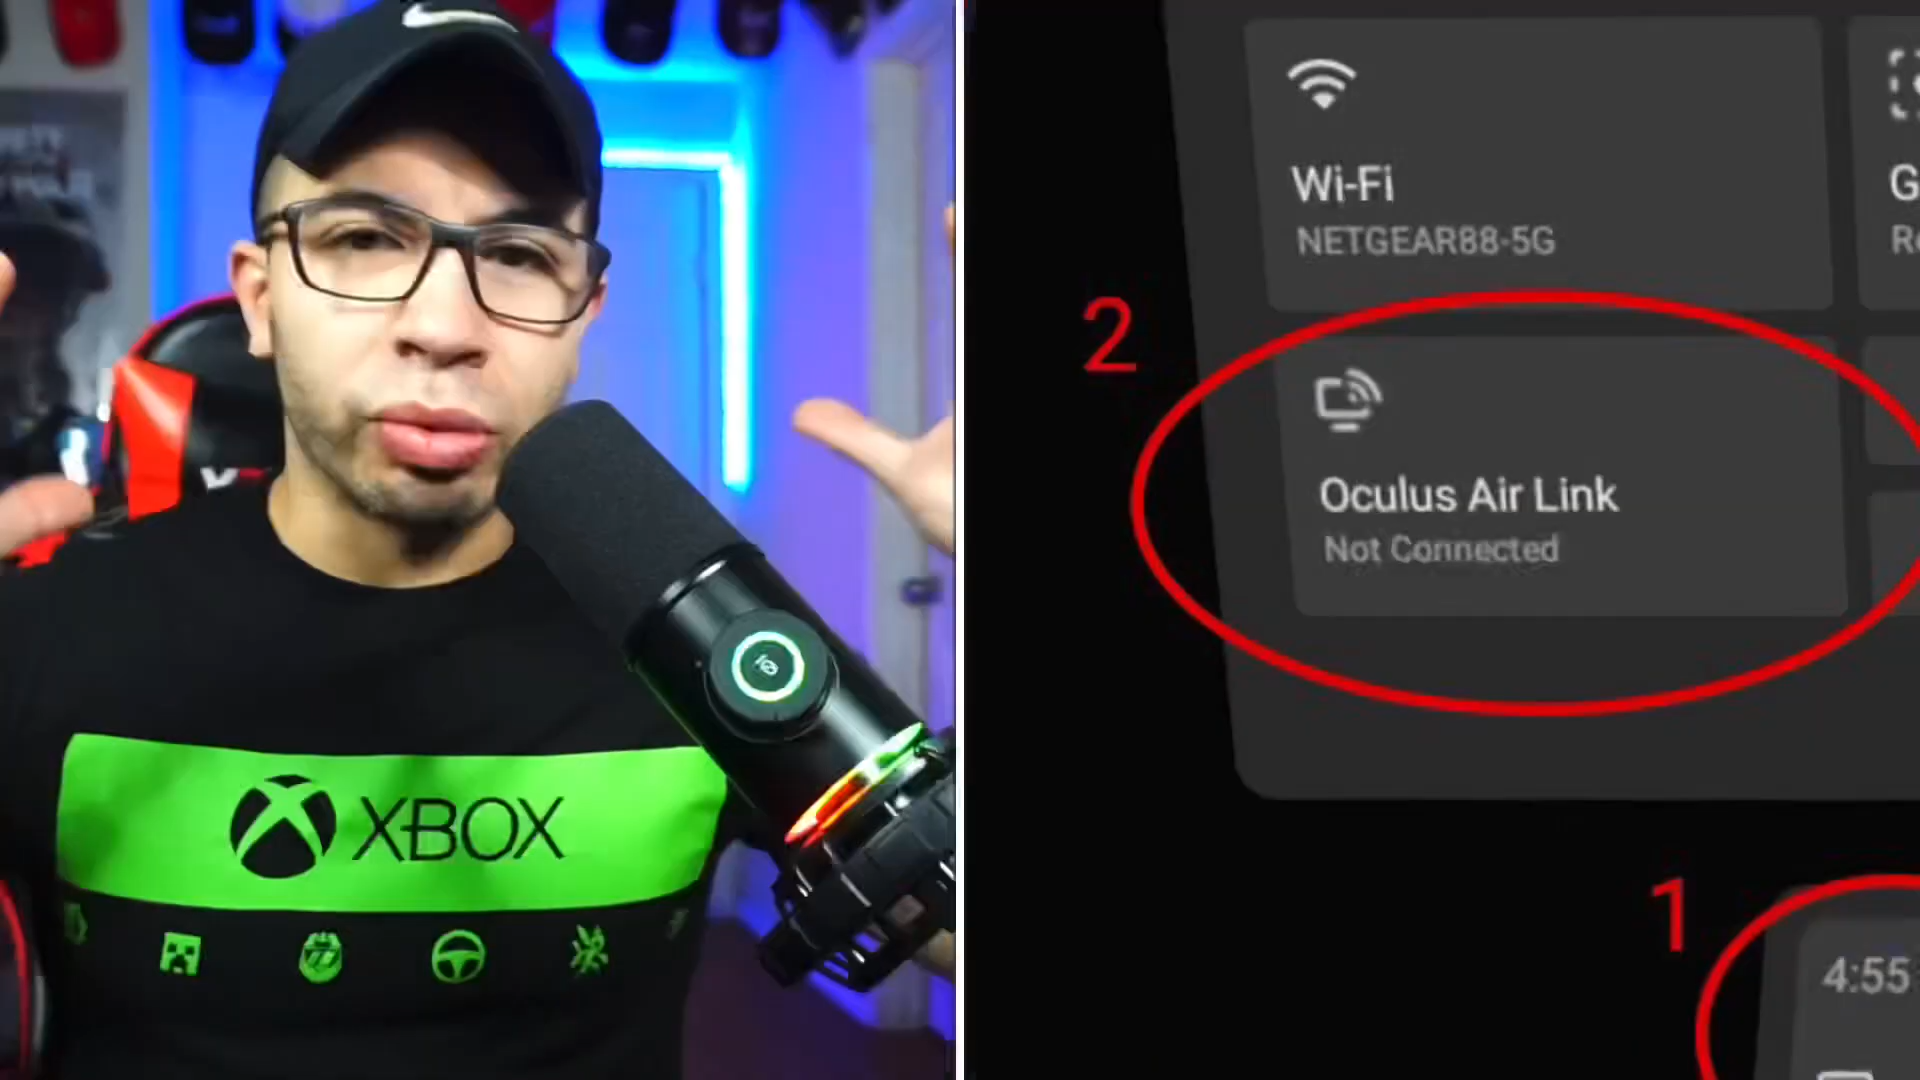 XBOX
Wi-Fi
NETGEAR88-5G
2
Oculus Air Link
Not Connected
1
4:55